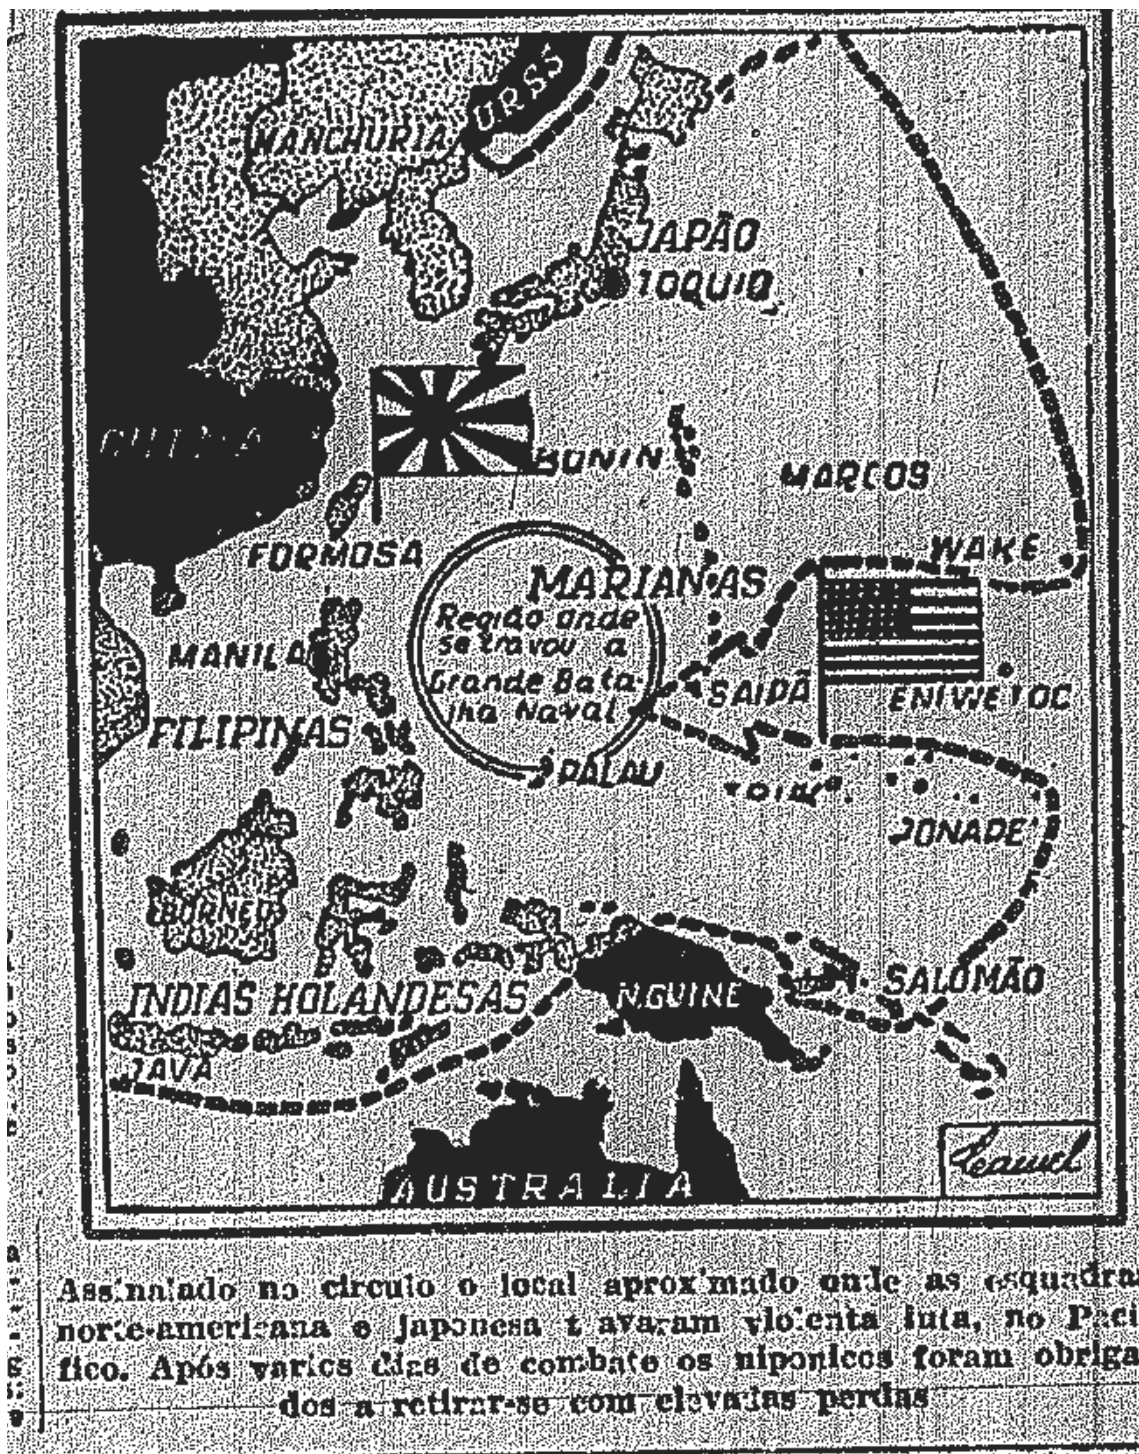 URSS
MANCHURIA
JAPÃO
TOQUIO
CHINA
BONIN
MARCOS
FORMOSA
WAKE
MARIANAS
Região onde
se travou a
Grande Bata-
lha Naval
MANILA
SAIPÃ
ENIWETOC
FILIPINAS
PALAU
PONAPE
BORNEO
SALOMÃO
INDIAS HOLANDESAS
N. GUINE
JAVA
AUSTRALIA
Assinalado no circulo o local aproximado onde as esquadra
norte-americana e japonesa travaram violenta luta, no Paci
fico. Após varios dias de combate os niponicos foram obriga
dos a retirar-se com elevadas perdas